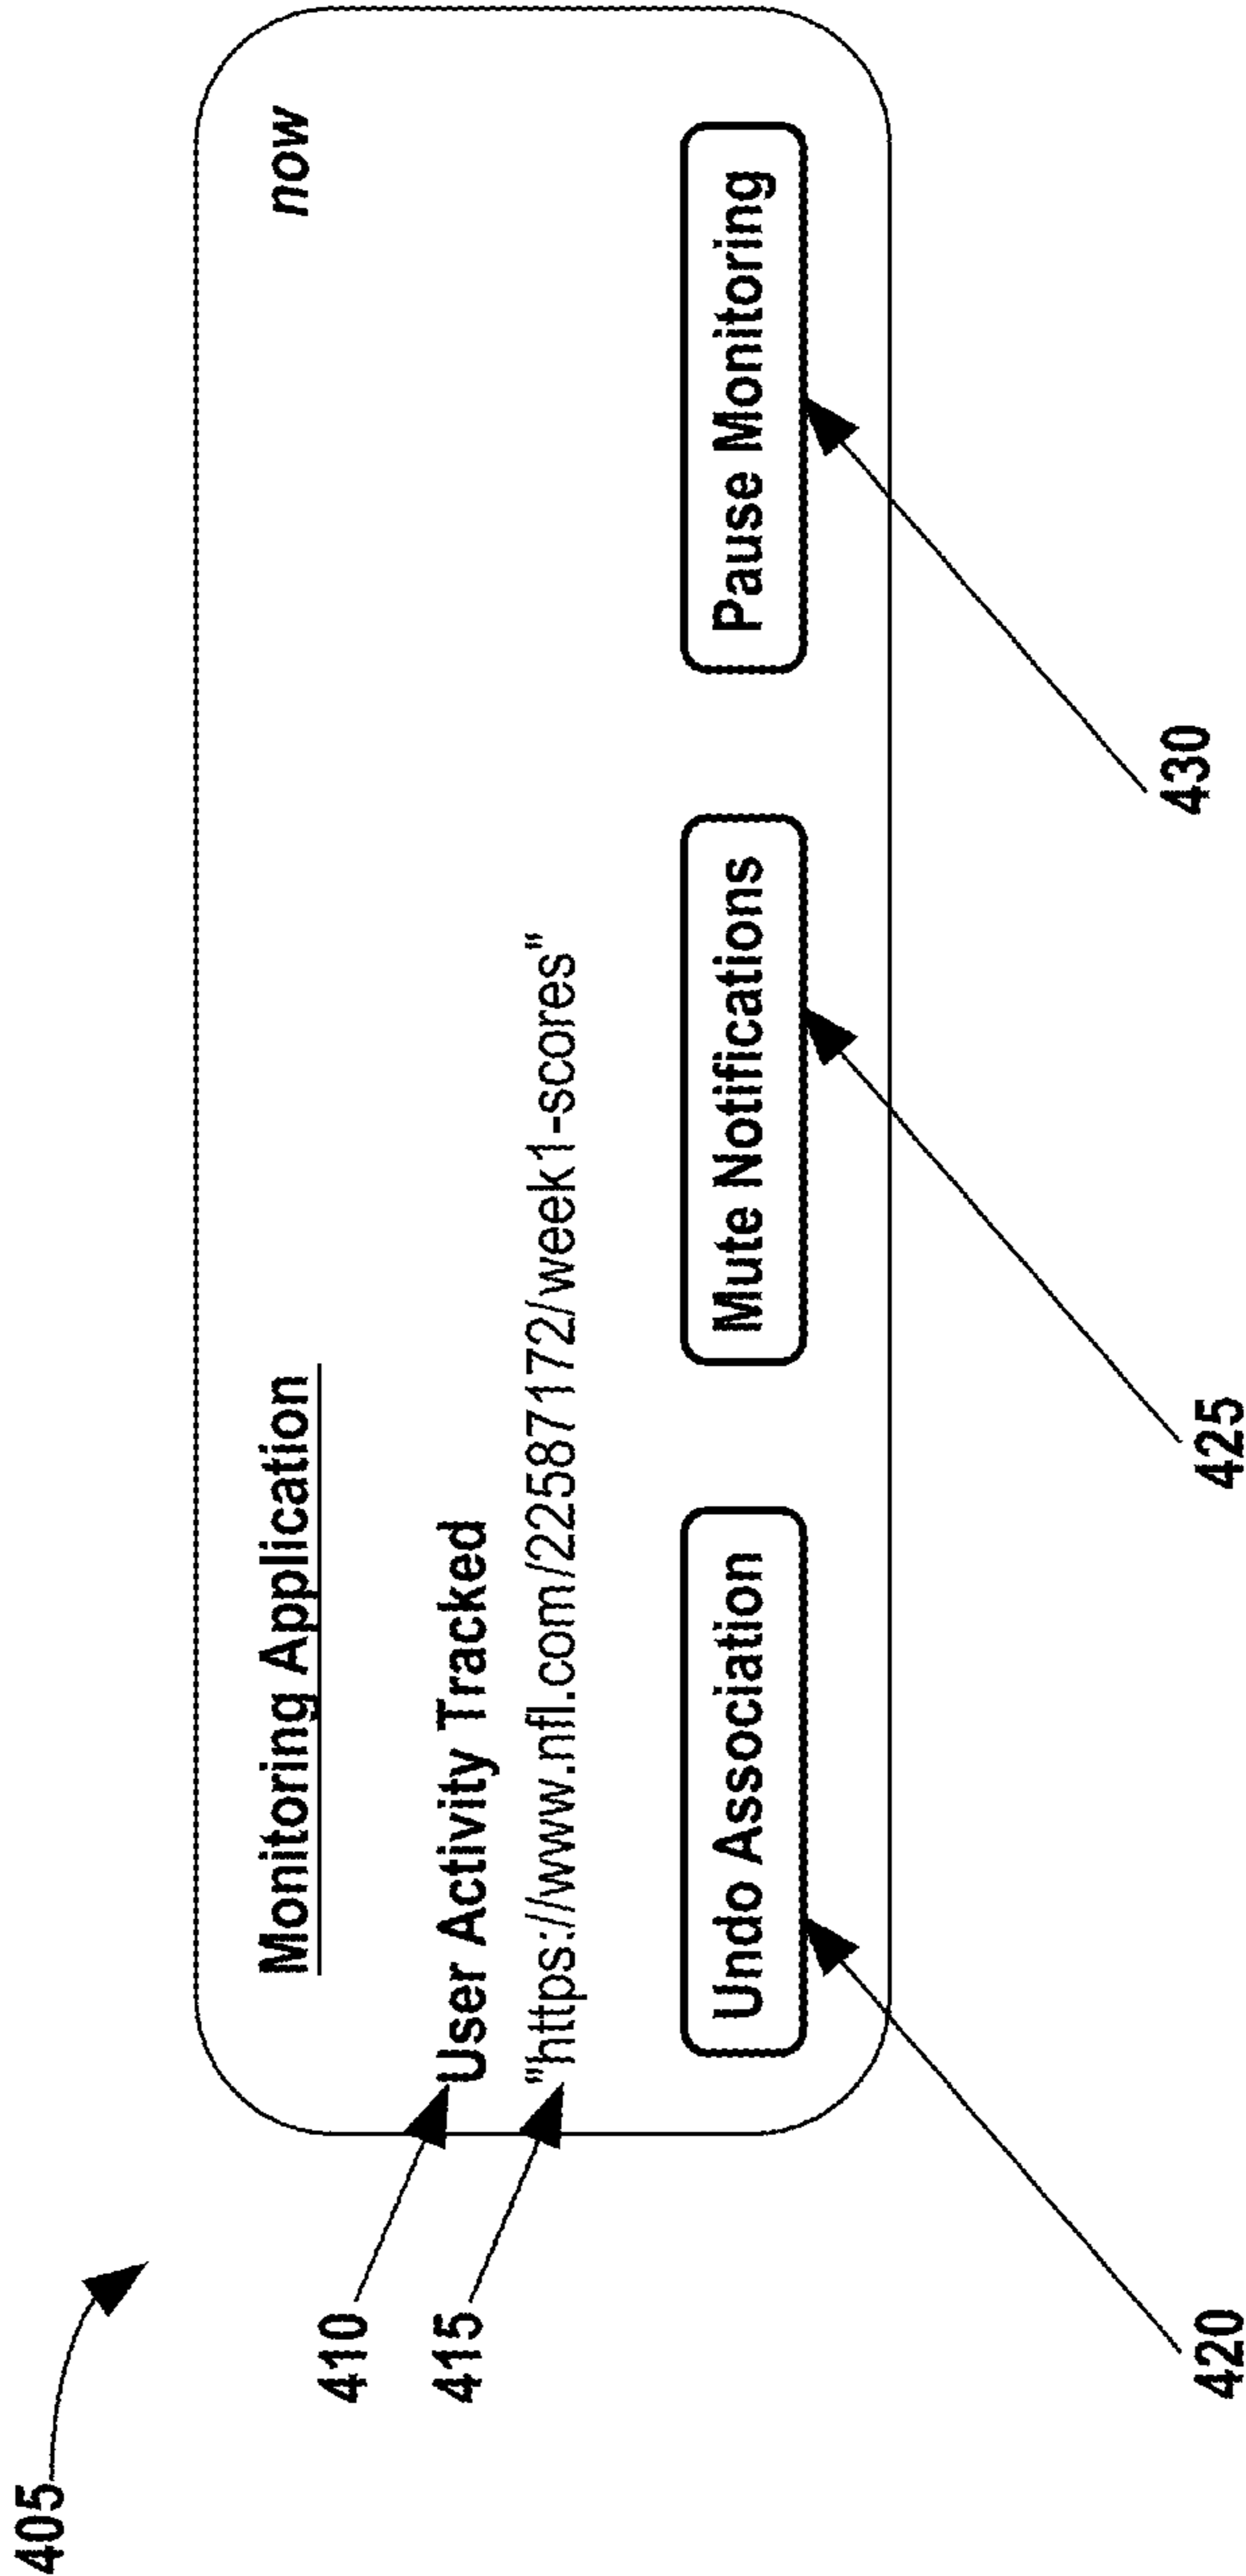 405
Monitoring Application
now
410
User Activity Tracked
415
"https://www.nfl.com/22587172/week1-scores"
Undo Association
Mute Notifications
Pause Monitoring
420
425
430